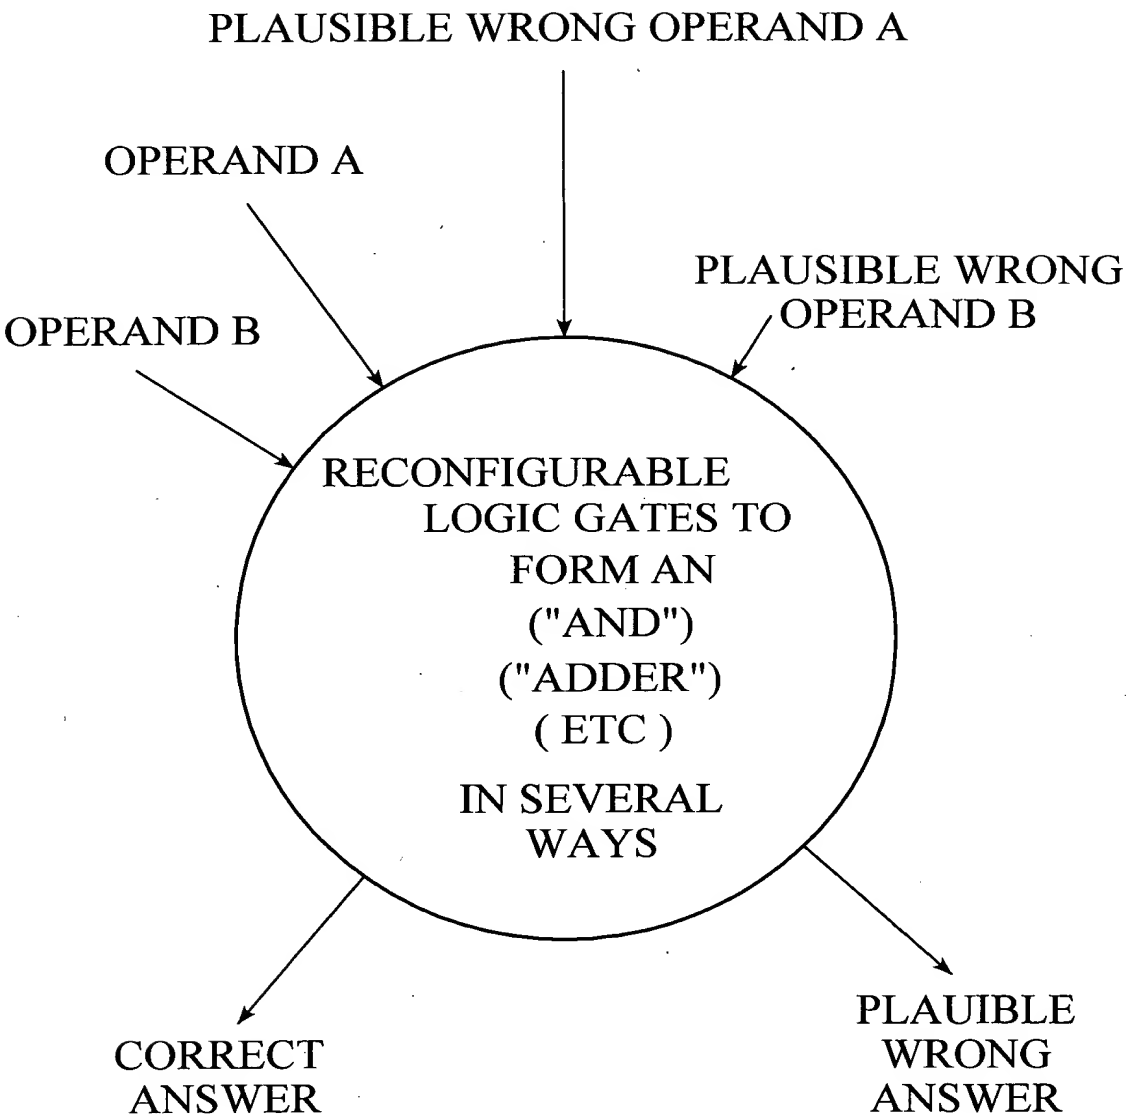 PLAUSIBLE WRONG OPERAND A
OPERAND A
PLAUSIBLE WRONG
OPERAND B
OPERAND B
RECONFIGURABLE
LOGIC GATES TO
FORM AN
("AND")
("ADDER")
( ETC )
IN SEVERAL
WAYS
CORRECT
ANSWER
PLAUIBLE
WRONG
ANSWER